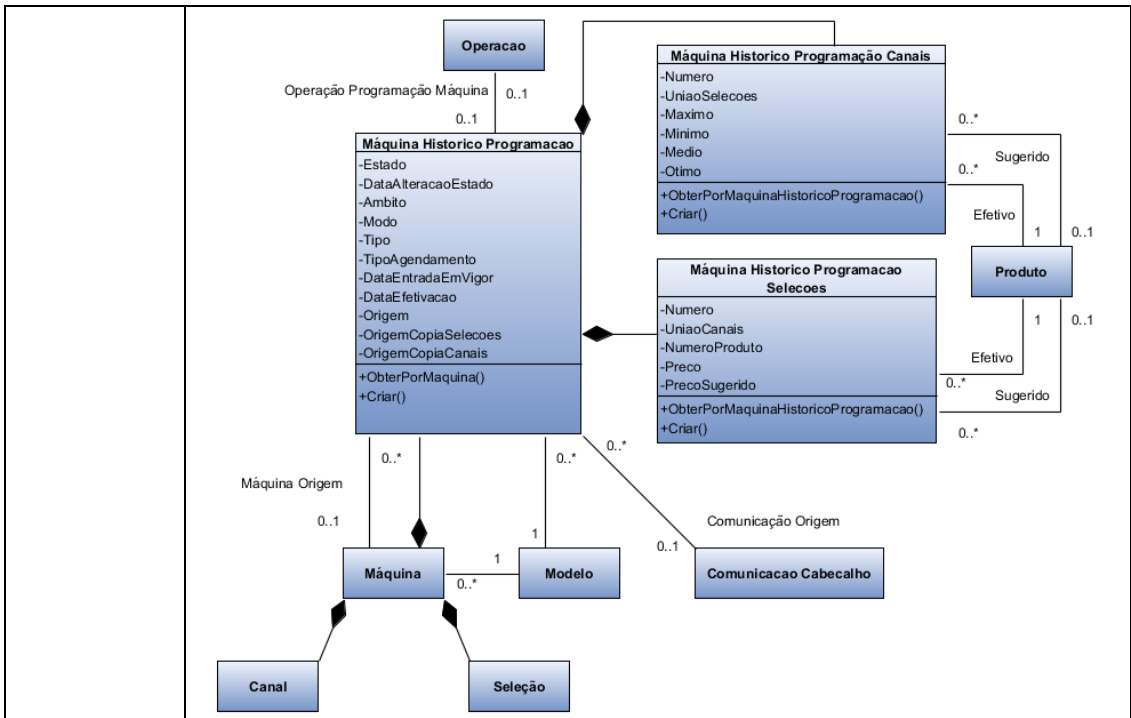 Operacao
Operação Programação Máquina
0..1
0..1
Máquina Historico Programacao
-Estado
-DataAlteracaoEstado
-Ambito
-Modo
-Tipo
-TipoAgendamento
-DataEntradaEmVigor
-DataEfetivacao
-Origem
-OrigemCopiaSelecoes
-OrigemCopiaCanais
+ObterPorMaquina()
+Criar()
Máquina Historico Programação Canais
-Numero
-UniaoSelecoes
-Maximo
-Minimo
-Medio
-Otimo
+ObterPorMaquinaHistoricoProgramacao()
+Criar()
0..*
Sugerido
0..*
Efetivo
1
0..1
Produto
Máquina Historico Programacao
Selecoes
-Numero
-UniaoCanais
-NumeroProduto
-Preco
-PrecoSugerido
+ObterPorMaquinaHistoricoProgramacao()
+Criar()
1
0..1
Efetivo
0..*
Sugerido
0..*
0..*
0..*
0..*
Máquina Origem
0..1
1
Comunicação Origem
0..1
Máquina
1
0..*
Modelo
Comunicacao Cabecalho
Canal
Seleção